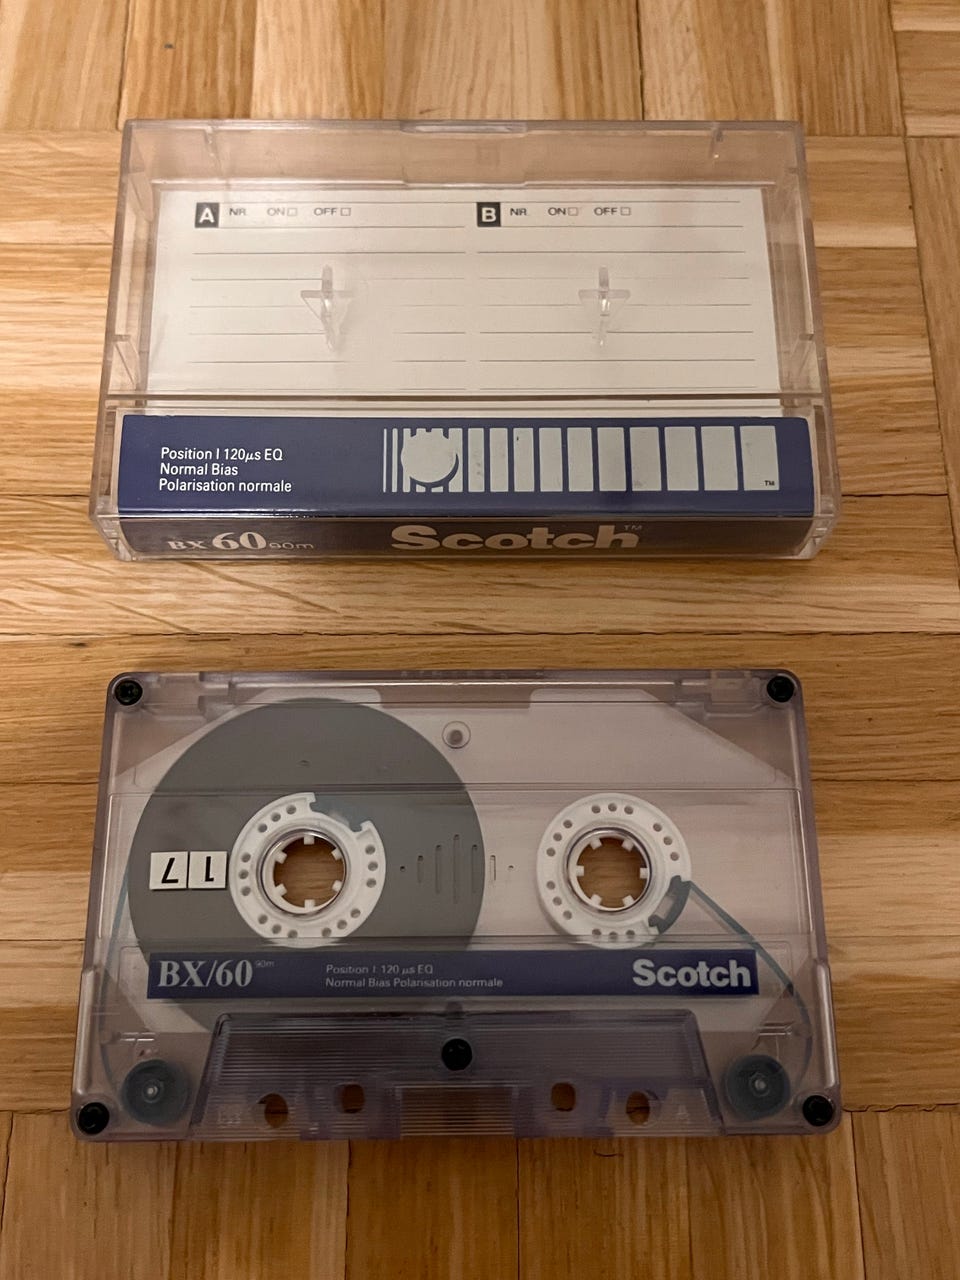 A NR. ON OFF B NR. ON OFF
Position I 120µs EQ
Normal Bias
Polarisation normale
TM
BX 60 90m Scotch TM
17
BX/60 90m Position I 120 µs EQ Scotch
Normal Bias Polarisation normale